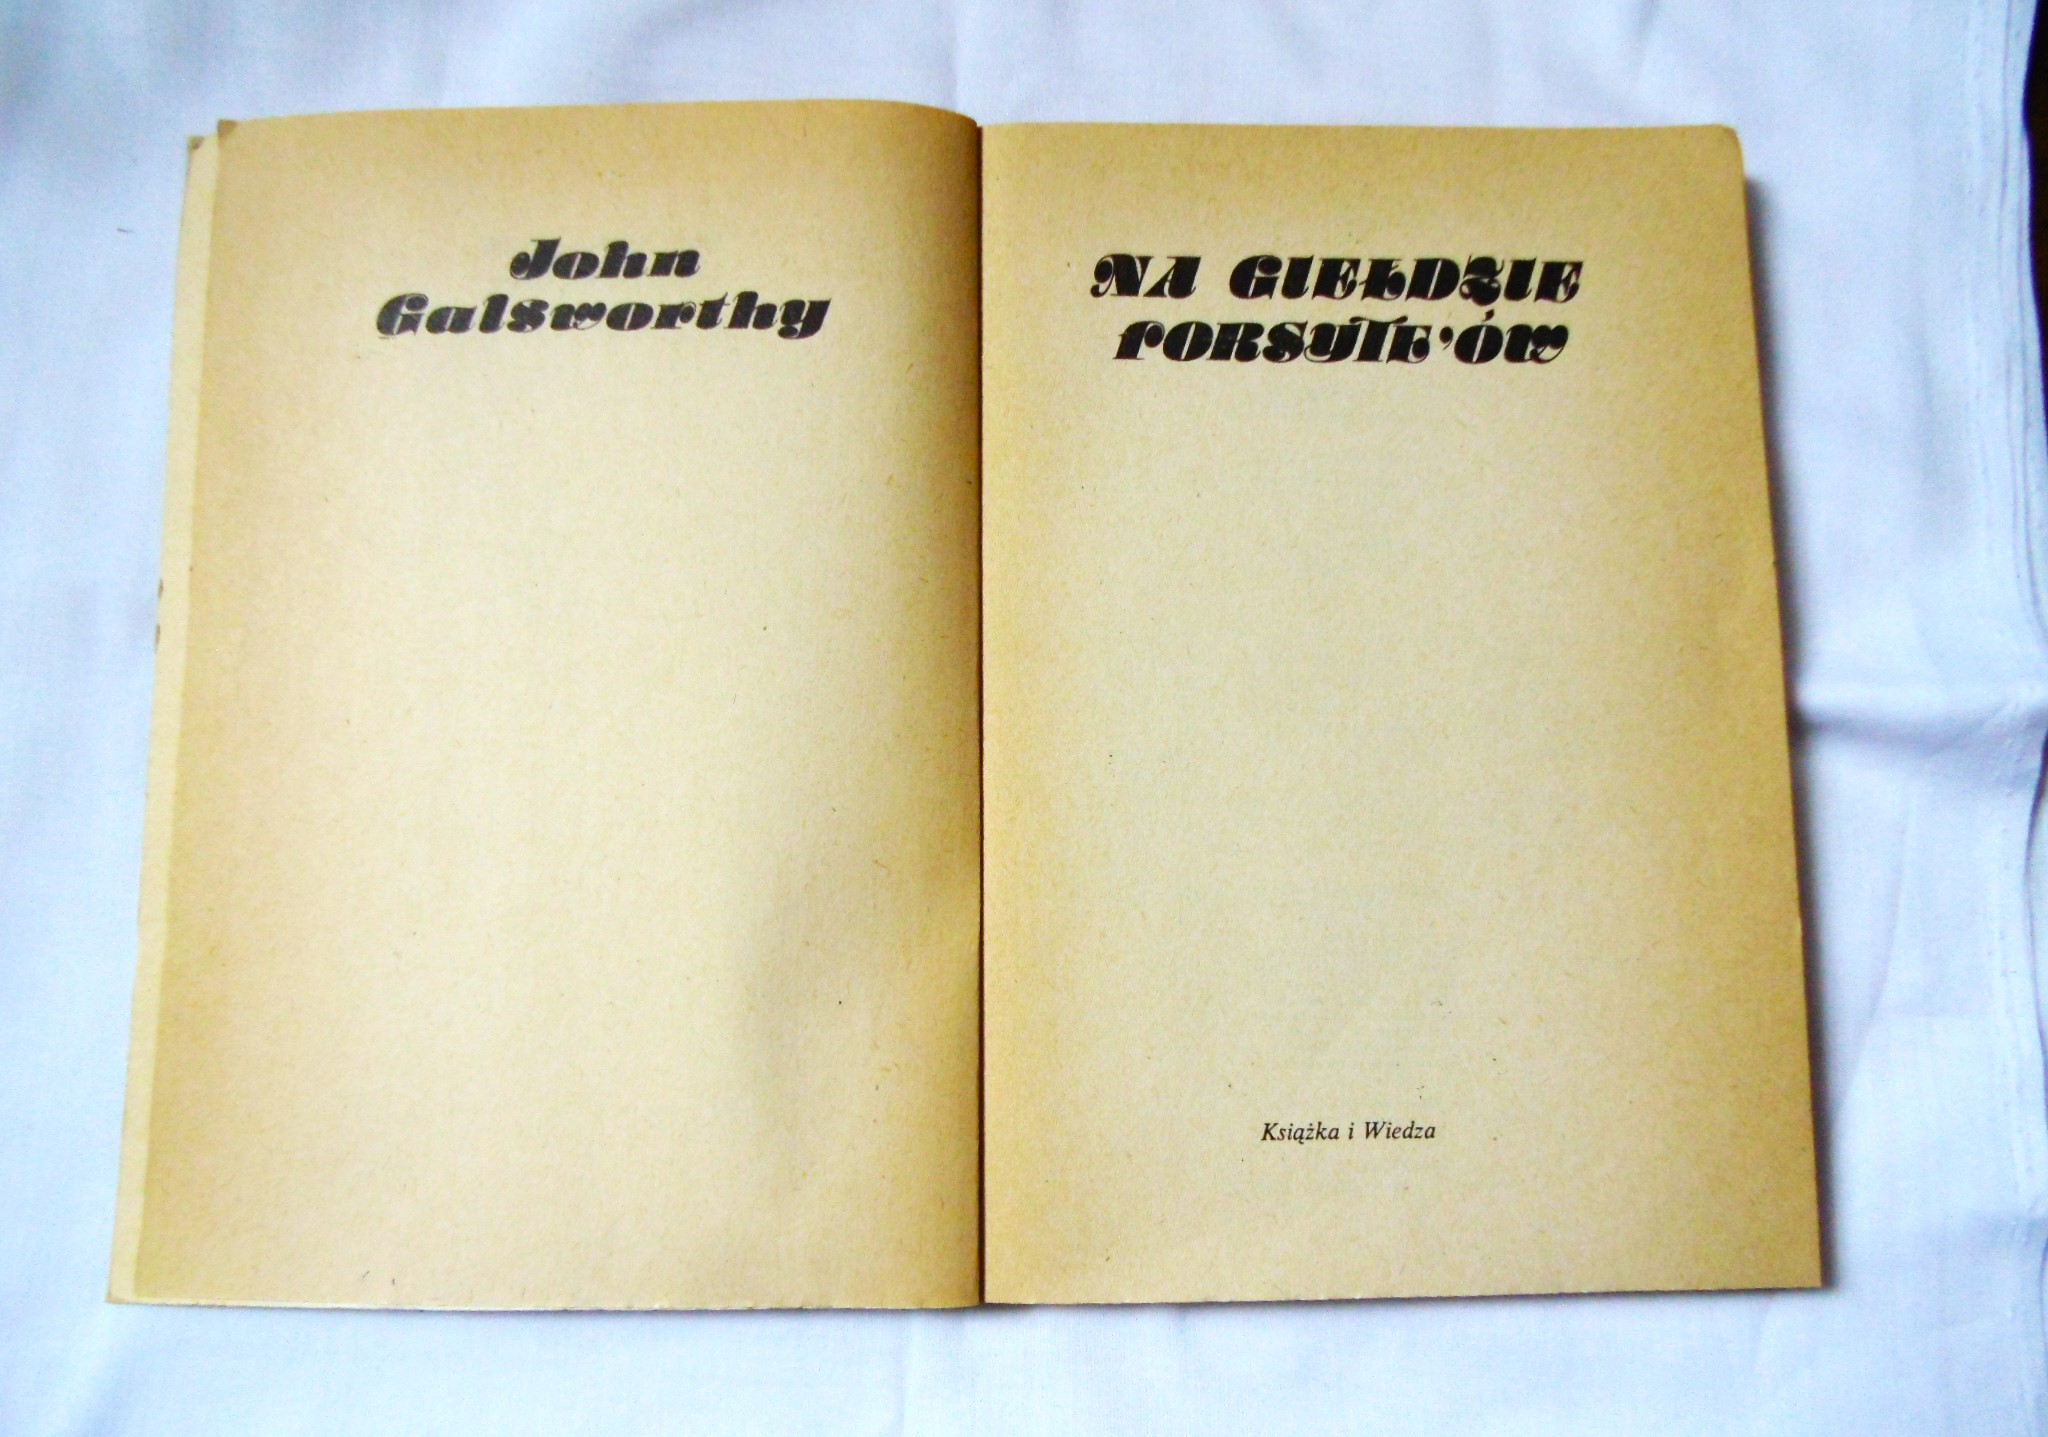 John
Galsworthy
NA GIEŁDZIE
FORSYTE'ÓW
Książka i Wiedza